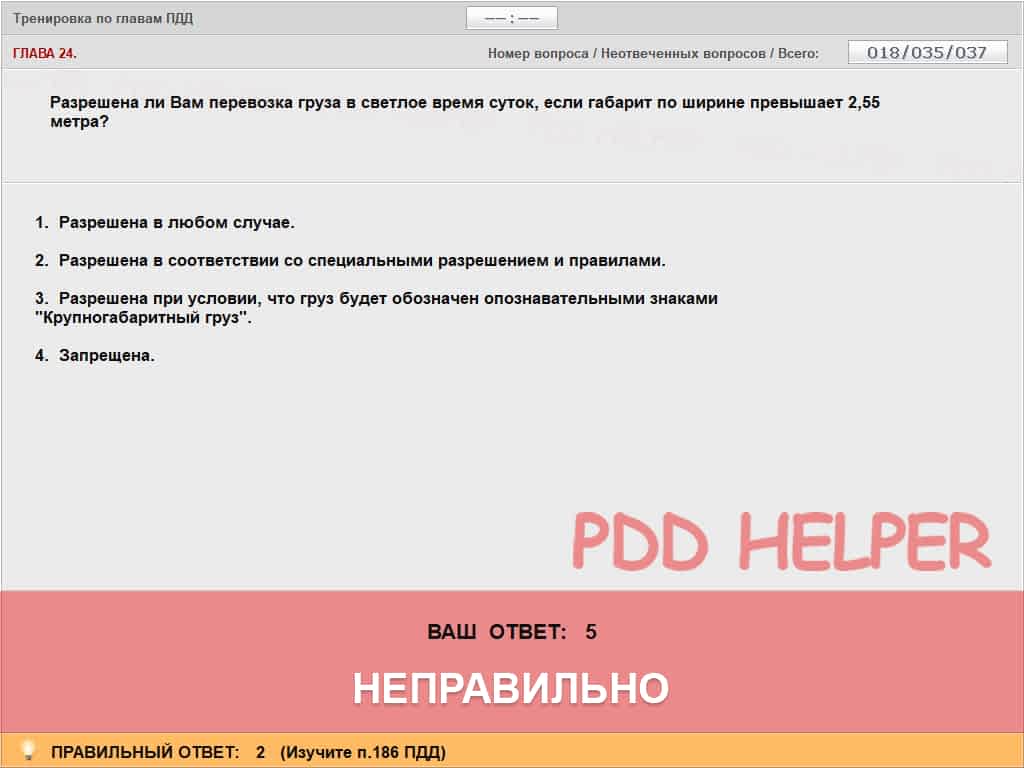 Тренировка по главам ПДД
—— : ——
ГЛАВА 24.
Номер вопроса / Неотвеченных вопросов / Всего:
018/035/037
Разрешена ли Вам перевозка груза в светлое время суток, если габарит по ширине превышает 2,55
метра?
1. Разрешена в любом случае.
2. Разрешена в соответствии со специальными разрешением и правилами.
3. Разрешена при условии, что груз будет обозначен опознавательными знаками
"Крупногабаритный груз".
4. Запрещена.
PDD HELPER
ВАШ ОТВЕТ: 5
НЕПРАВИЛЬНО
ПРАВИЛЬНЫЙ ОТВЕТ: 2 (Изучите п.186 ПДД)